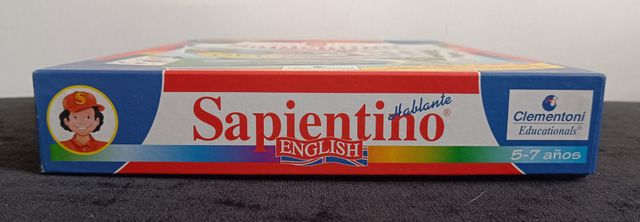 S
Hablante
Sapientino®
ENGLISH
Clementoni
Educationals®
5-7 años